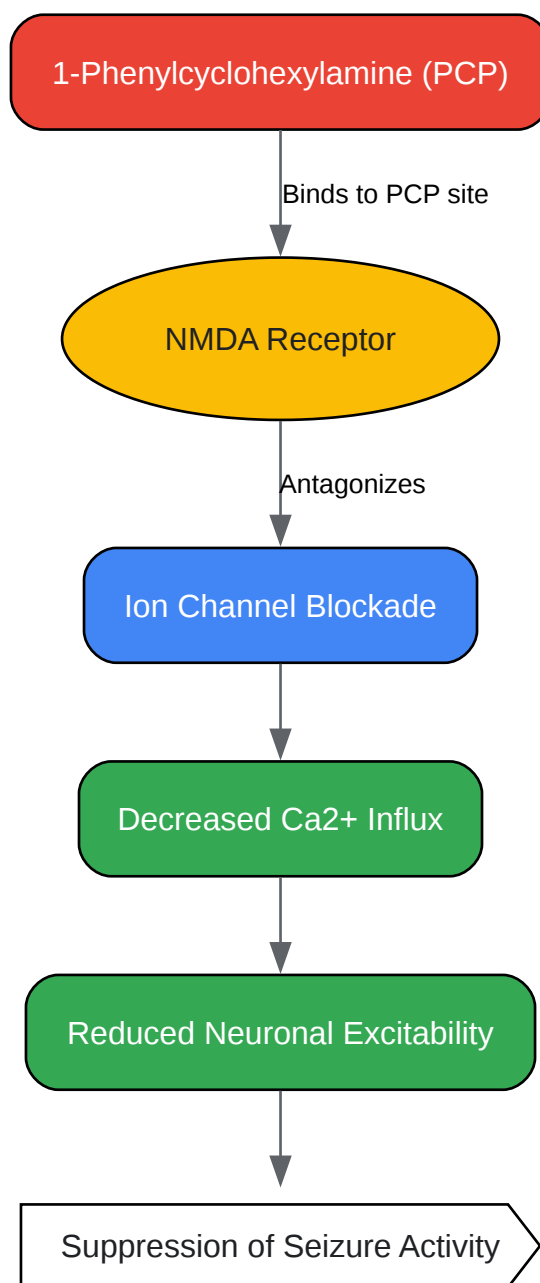 1-Phenylcyclohexylamine (PCP)
Binds to PCP site
NMDA Receptor
Antagonizes
Ion Channel Blockade
Decreased Ca2+ Influx
Reduced Neuronal Excitability
Suppression of Seizure Activity